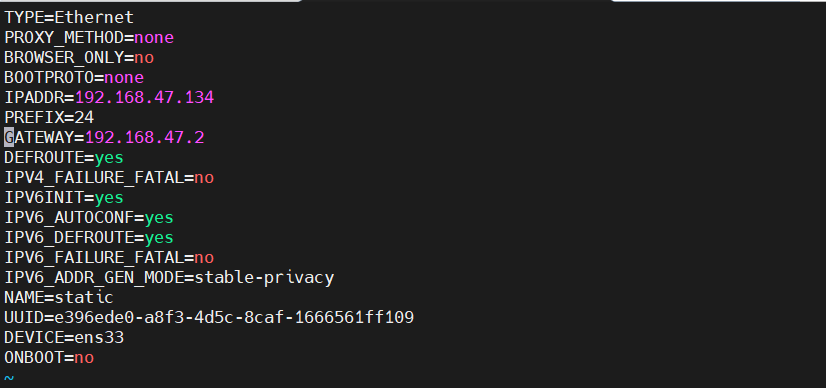 TYPE=Ethernet
PROXY_METHOD=none
BROWSER_ONLY=no
BOOTPROTO=none
IPADDR=192.168.47.134
PREFIX=24
GATEWAY=192.168.47.2
DEFROUTE=yes
IPV4_FAILURE_FATAL=no
IPV6INIT=yes
IPV6_AUTOCONF=yes
IPV6_DEFROUTE=yes
IPV6_FAILURE_FATAL=no
IPV6_ADDR_GEN_MODE=stable-privacy
NAME=static
UUID=e396ede0-a8f3-4d5c-8caf-1666561ff109
DEVICE=ens33
ONBOOT=no
~